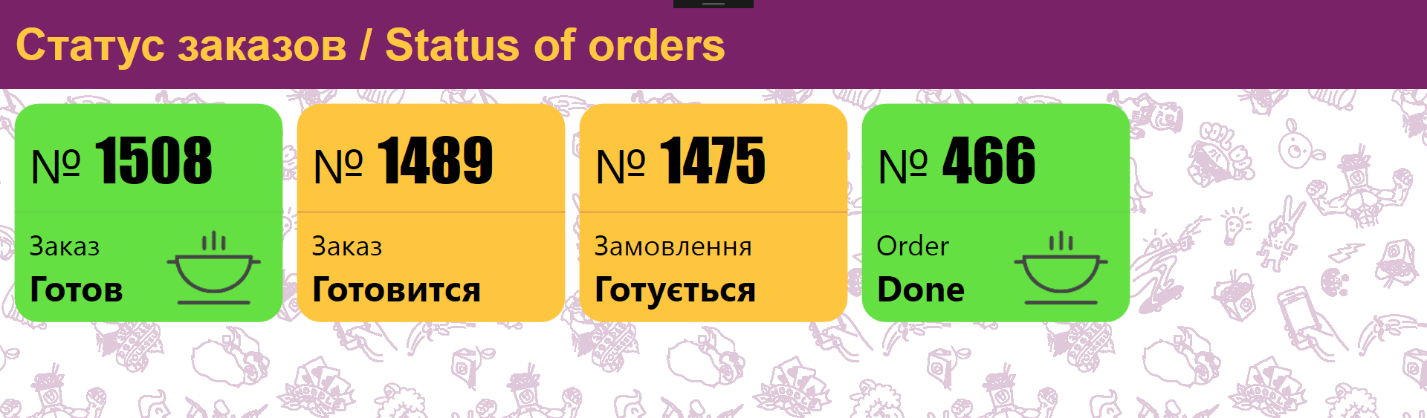 Статус заказов / Status of orders
№ 1508
Заказ
Готов
№ 1489
Заказ
Готовится
№ 1475
Замовлення
Готується
№ 466
Order
Done